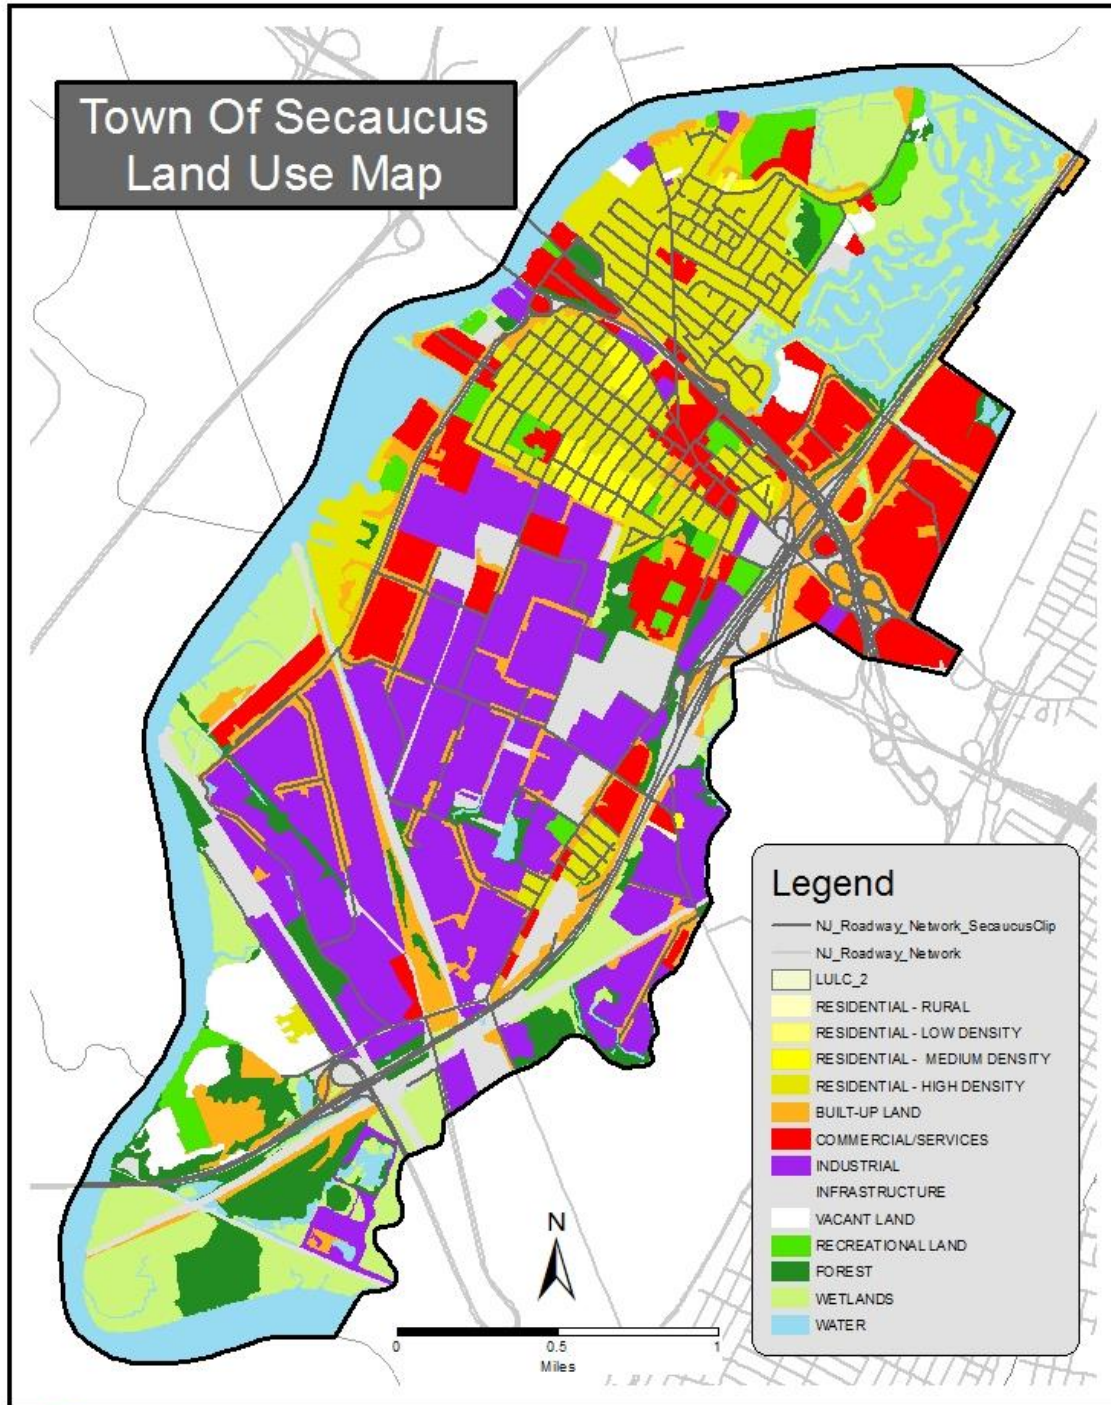 Town Of Secaucus
Land Use Map
Legend
NJ_Roadway_Network_SecaucusClip
NJ_Roadway_Network
LULC_2
RESIDENTIAL - RURAL
RESIDENTIAL - LOW DENSITY
RESIDENTIAL - MEDIUM DENSITY
RESIDENTIAL - HIGH DENSITY
BUILT-UP LAND
COMMERCIAL/SERVICES
INDUSTRIAL
INFRASTRUCTURE
VACANT LAND
RECREATIONAL LAND
FOREST
WETLANDS
WATER
N
0 0.5 1
Miles